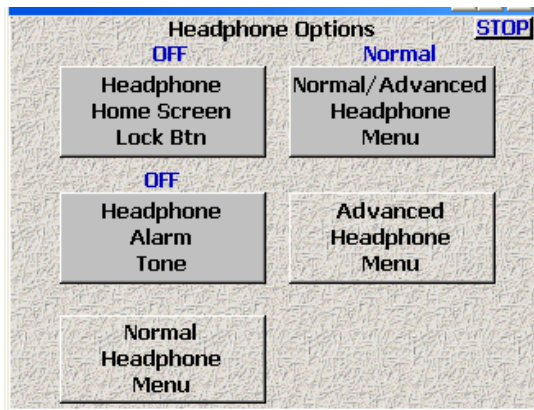 Headphone Options
STOP
OFF
Normal
Headphone
Home Screen
Lock Btn
Normal/Advanced
Headphone
Menu
OFF
Headphone
Alarm
Tone
Advanced
Headphone
Menu
Normal
Headphone
Menu